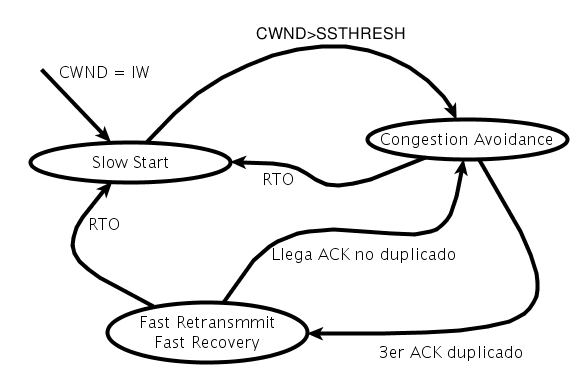 CWND>SSTHRESH
CWND = IW
Congestion Avoidance
Slow Start
RTO
RTO
Llega ACK no duplicado
Fast Retransmmit
Fast Recovery
3er ACK duplicado